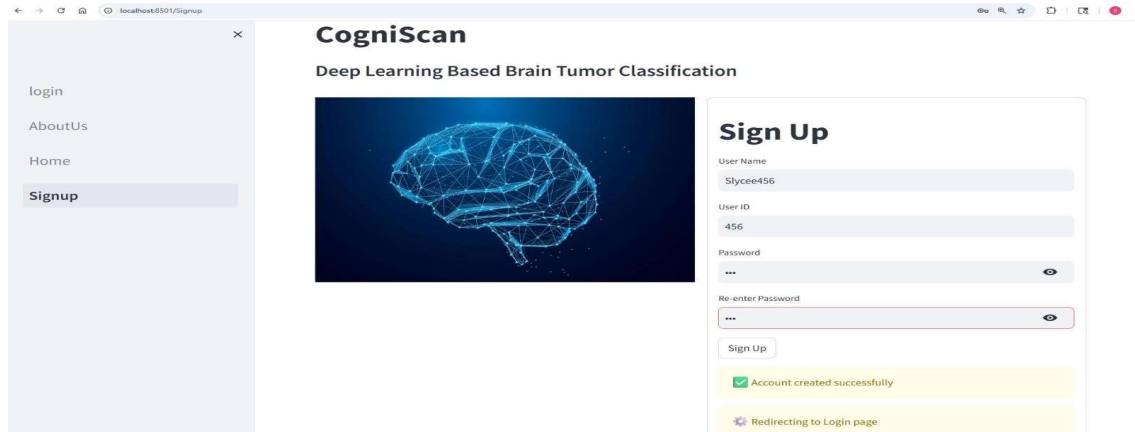 localhost:8501/Signup
login
AboutUs
Home
Signup
CogniScan
Deep Learning Based Brain Tumor Classification
Sign Up
User Name
Slycee456
User ID
456
Password
•••
Re-enter Password
•••
Sign Up
✅ Account created successfully
⚙️ Redirecting to Login page